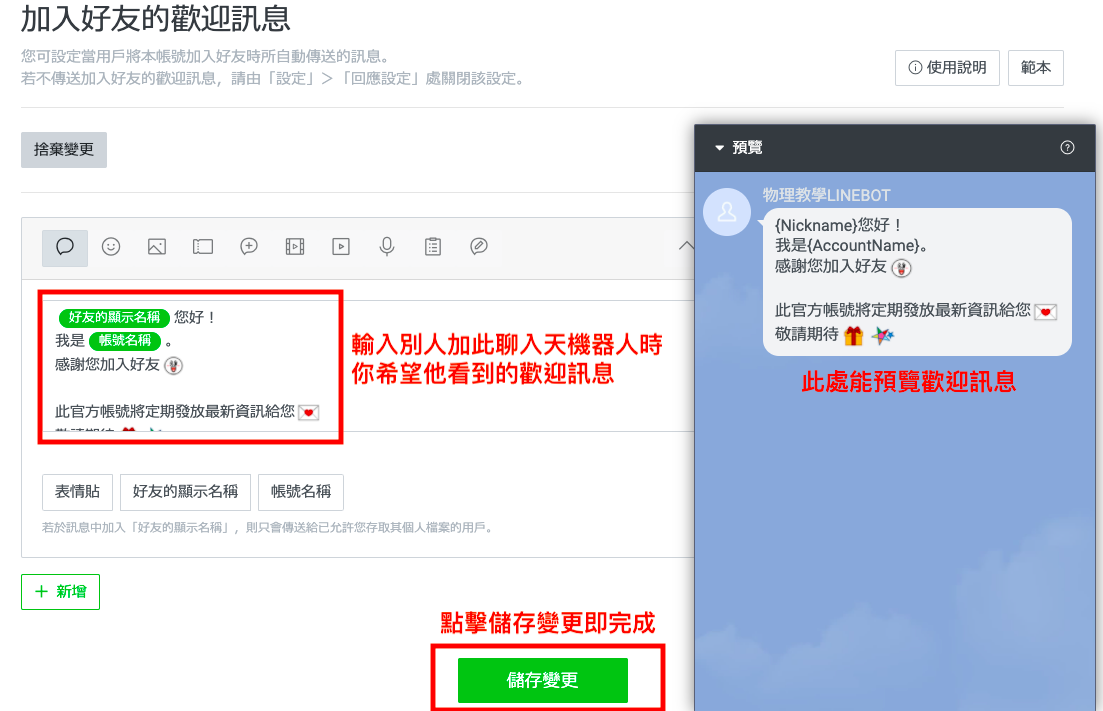 加入好友的歡迎訊息
您可設定當用戶將本帳號加入好友時所自動傳送的訊息。
若不傳送加入好友的歡迎訊息，請由「設定」＞「回應設定」處關閉該設定。
使用說明
範本
捨棄變更
預覽
物理教學LINEBOT
{Nickname}您好！
我是{AccountName}。
感謝您加入好友
此官方帳號將定期發放最新資訊給您
敬請期待
此處能預覽歡迎訊息
好友的顯示名稱 您好！
我是 帳號名稱 。
感謝您加入好友
此官方帳號將定期發放最新資訊給您
敬請期待
輸入別人加此聊入天機器人時
你希望他看到的歡迎訊息
表情貼
好友的顯示名稱
帳號名稱
若於訊息中加入「好友的顯示名稱」，則只會傳送給已允許您存取其個人檔案的用戶。
＋ 新增
點擊儲存變更即完成
儲存變更